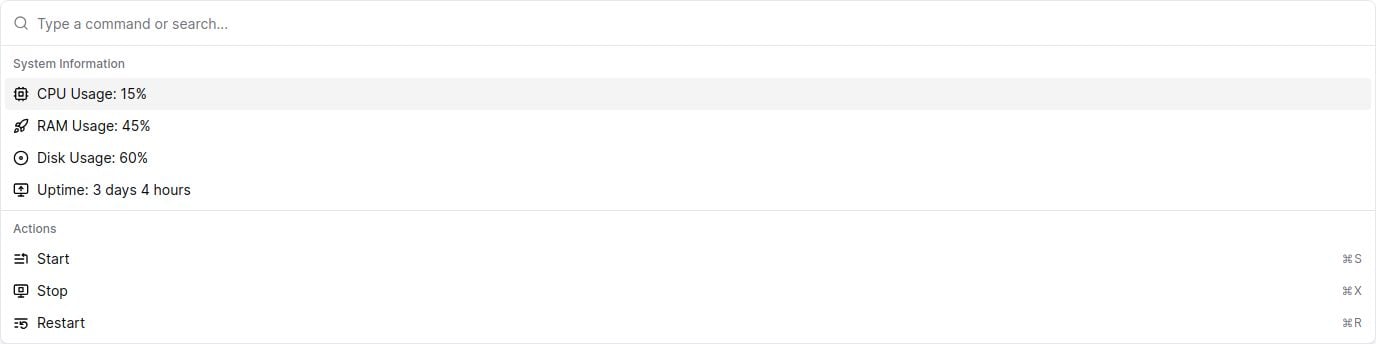 Type a command or search...
System Information
CPU Usage: 15%
RAM Usage: 45%
Disk Usage: 60%
Uptime: 3 days 4 hours
Actions
Start ⌘S
Stop ⌘X
Restart ⌘R